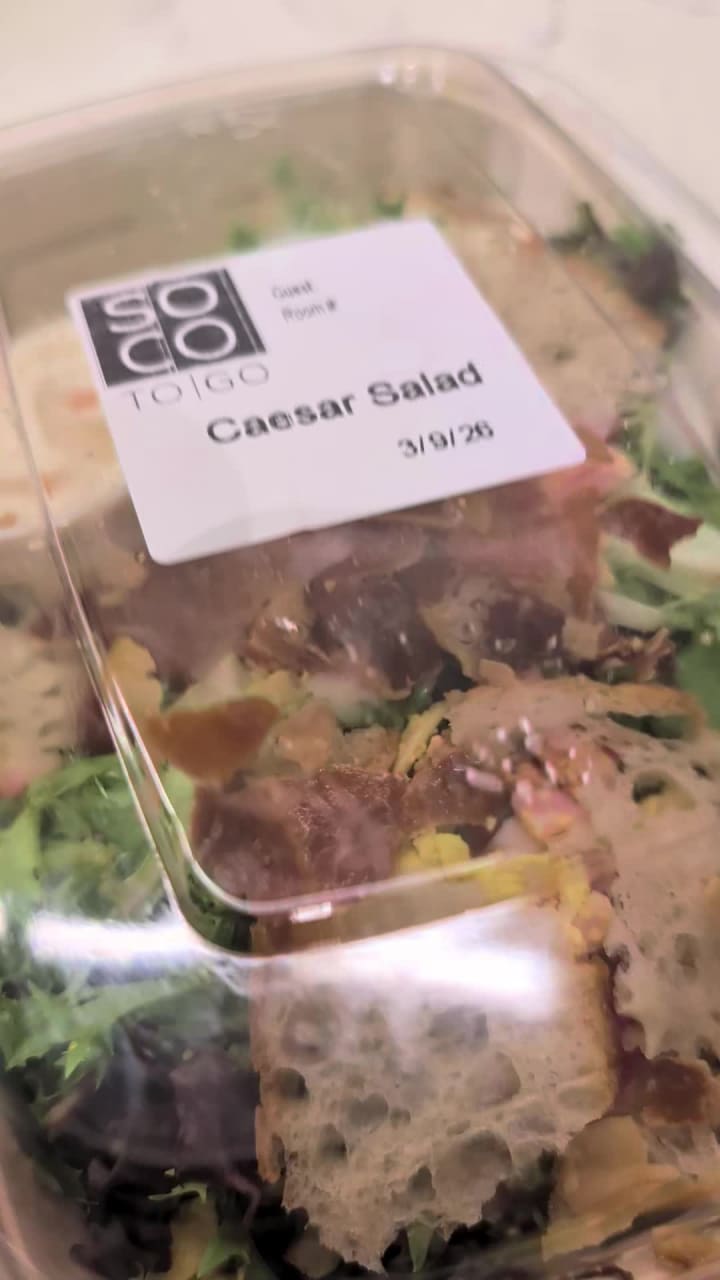 SO
CO
TO|GO
Guest:
Room #
Caesar Salad
3/9/26